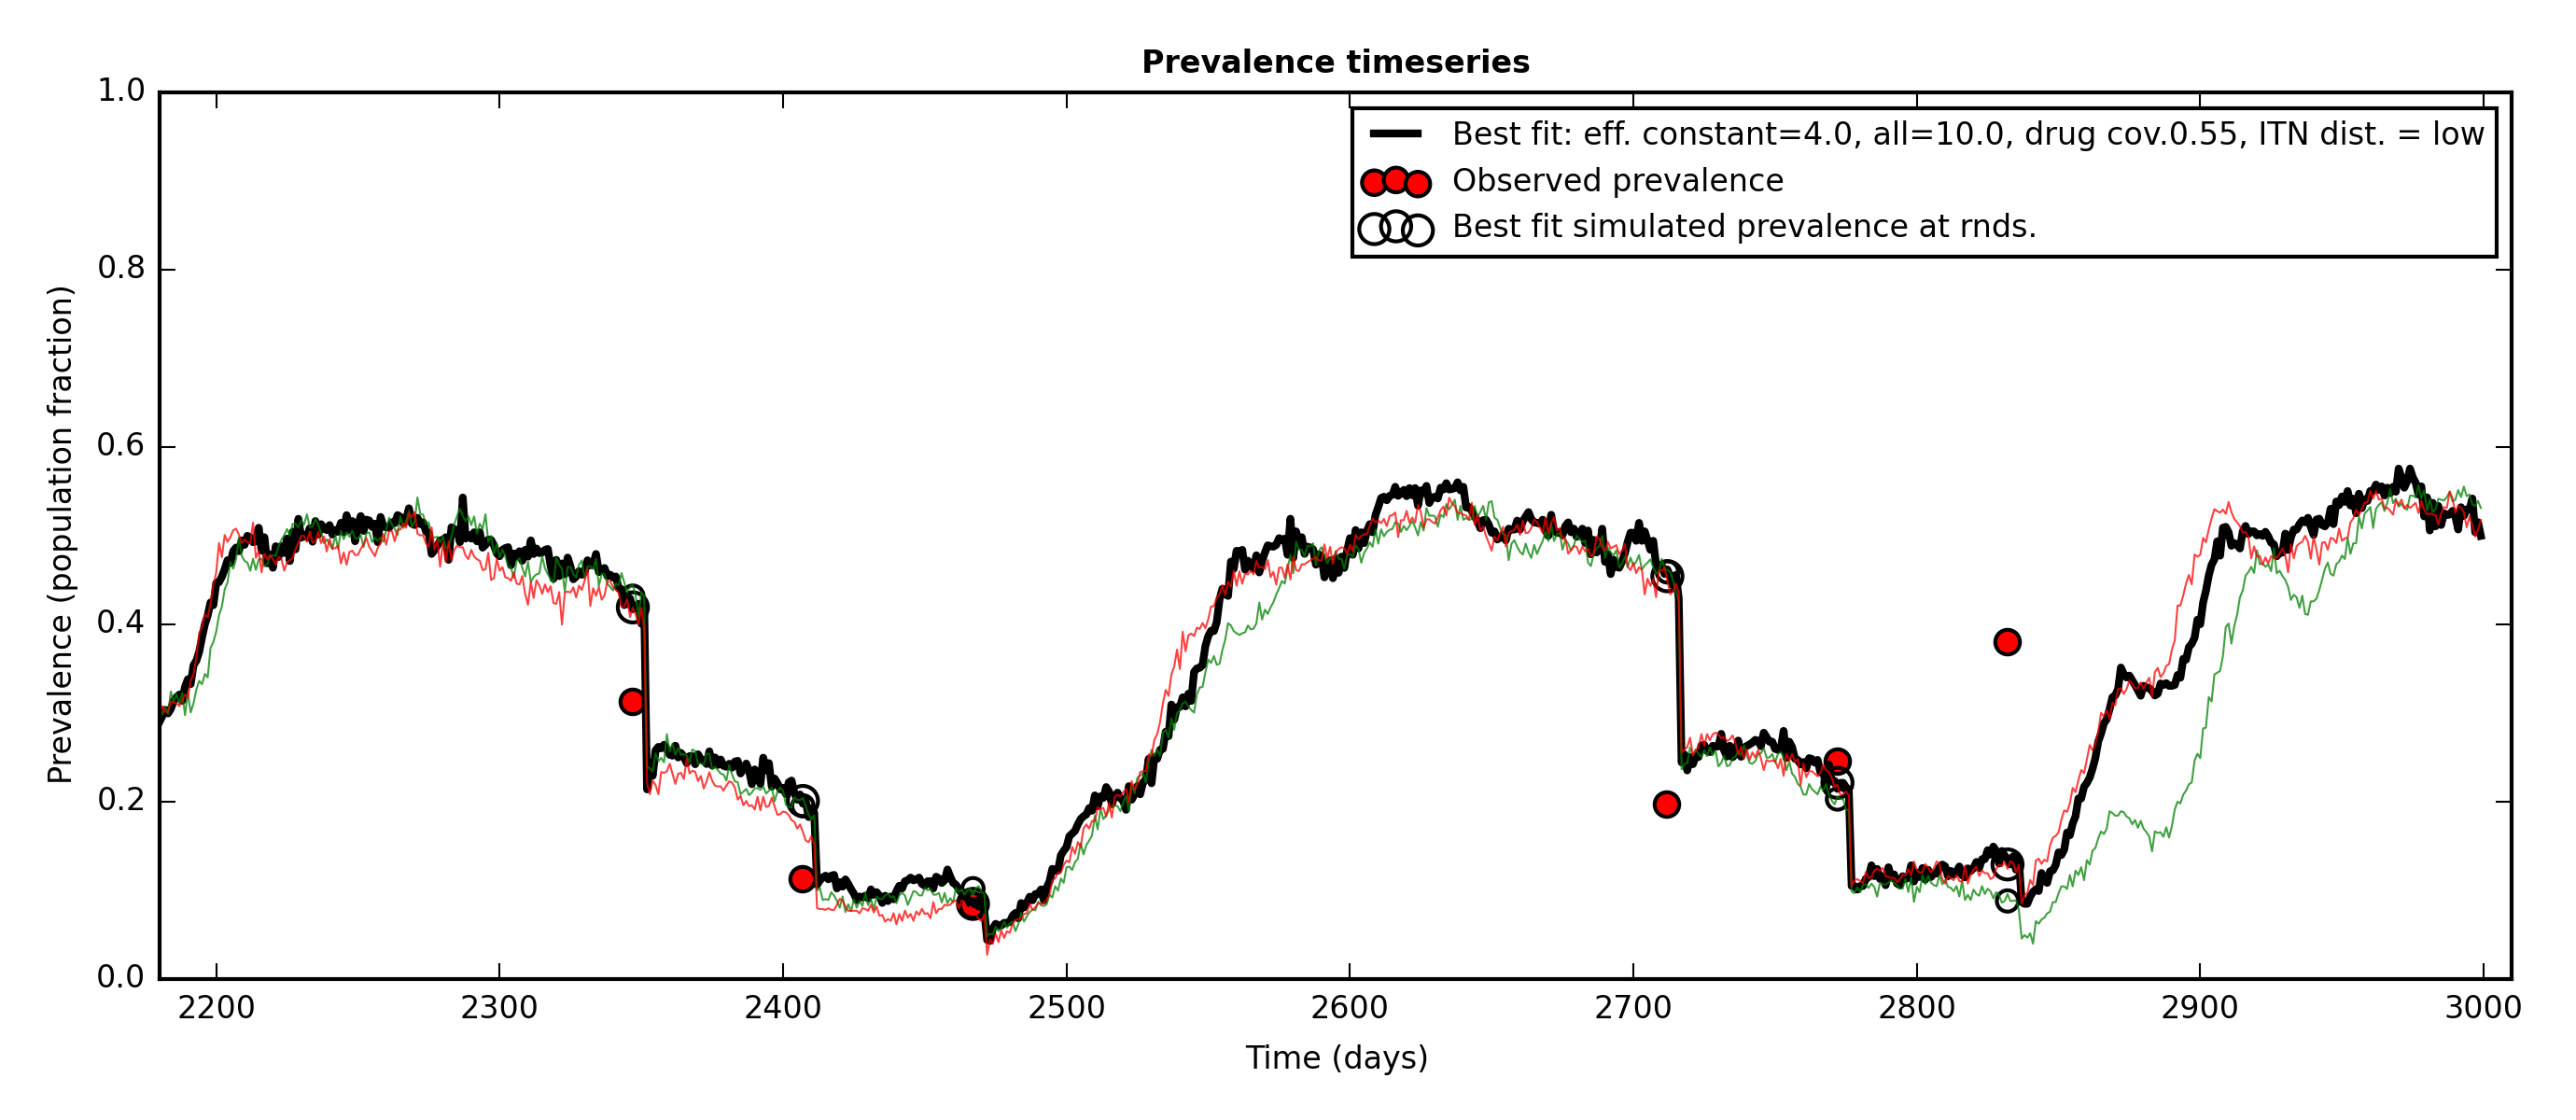 Prevalence timeseries
1.0
0.8
0.6
0.4
0.2
0.0
Prevalence (population fraction)
Best fit: eff. constant=4.0, all=10.0, drug cov.0.55, ITN dist. = low
Observed prevalence
Best fit simulated prevalence at rnds.
2200 2300 2400 2500 2600 2700 2800 2900 3000
Time (days)